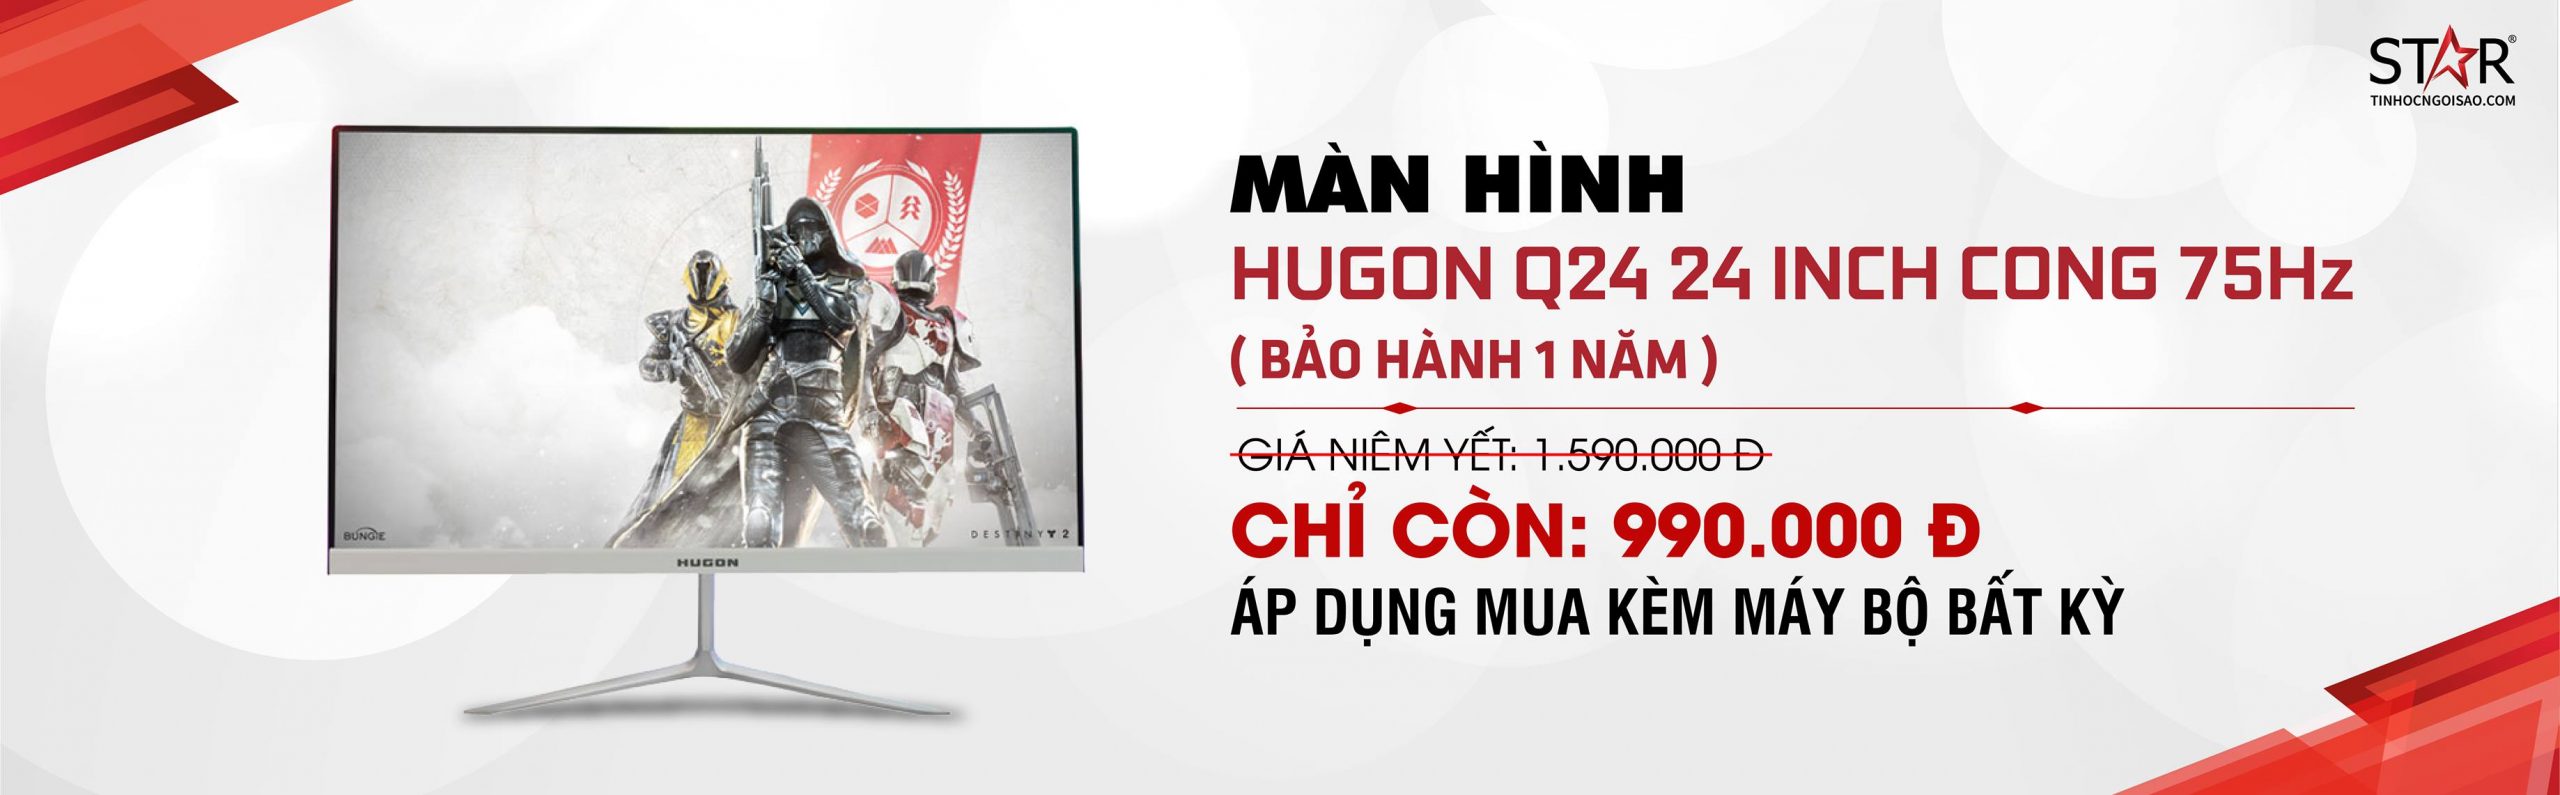 STAR®
TINHOCNGOISAO.COM
MÀN HÌNH
HUGON Q24 24 INCH CONG 75Hz
( BẢO HÀNH 1 NĂM )
GIÁ NIÊM YẾT: 1.590.000 Đ
CHỈ CÒN: 990.000 Đ
ÁP DỤNG MUA KÈM MÁY BỘ BẤT KỲ
BUNGIE
DESTINY 2
HUGON